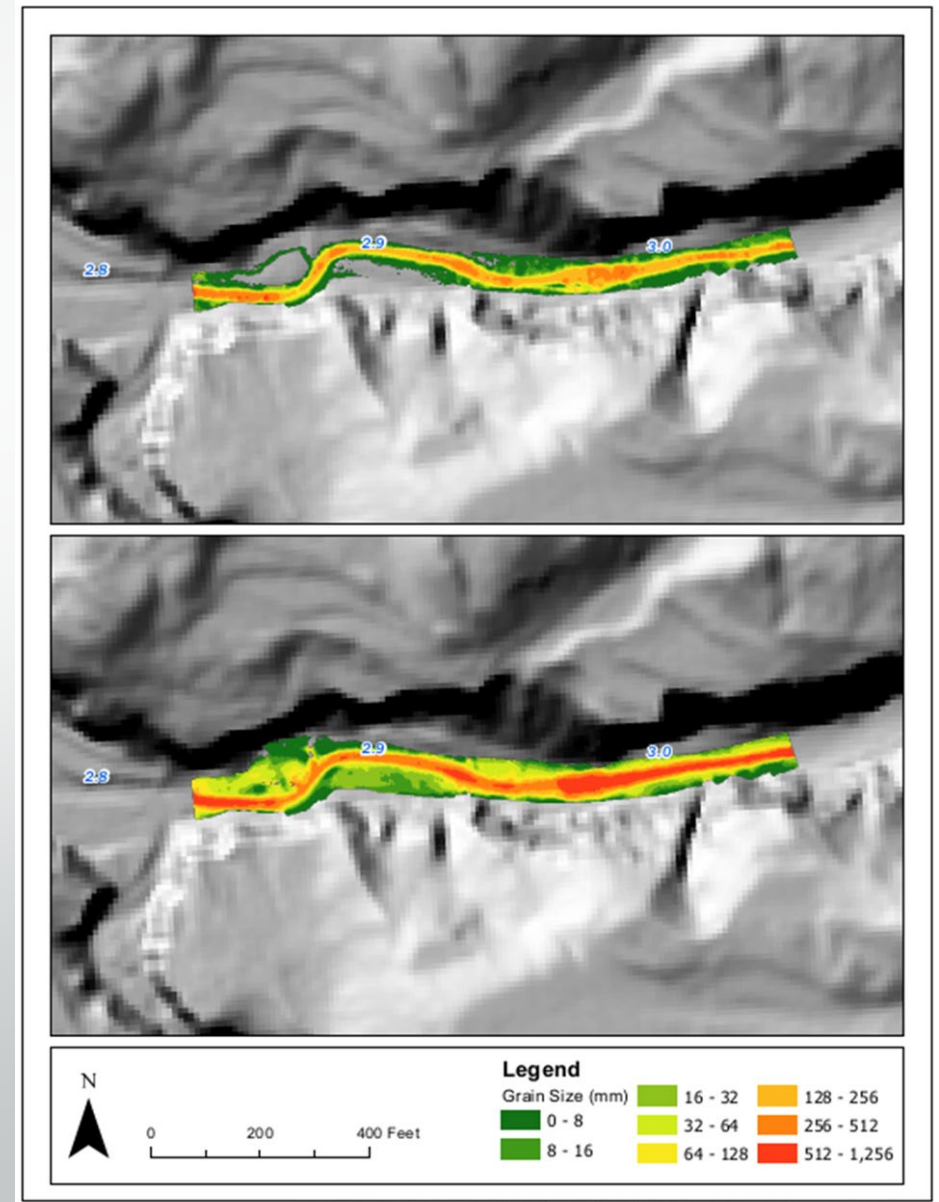 2.9
3.0
2.8
2.9
3.0
2.8
N
0 200 400 Feet
Legend
Grain Size (mm)
0 - 8
8 - 16
16 - 32
32 - 64
64 - 128
128 - 256
256 - 512
512 - 1,256